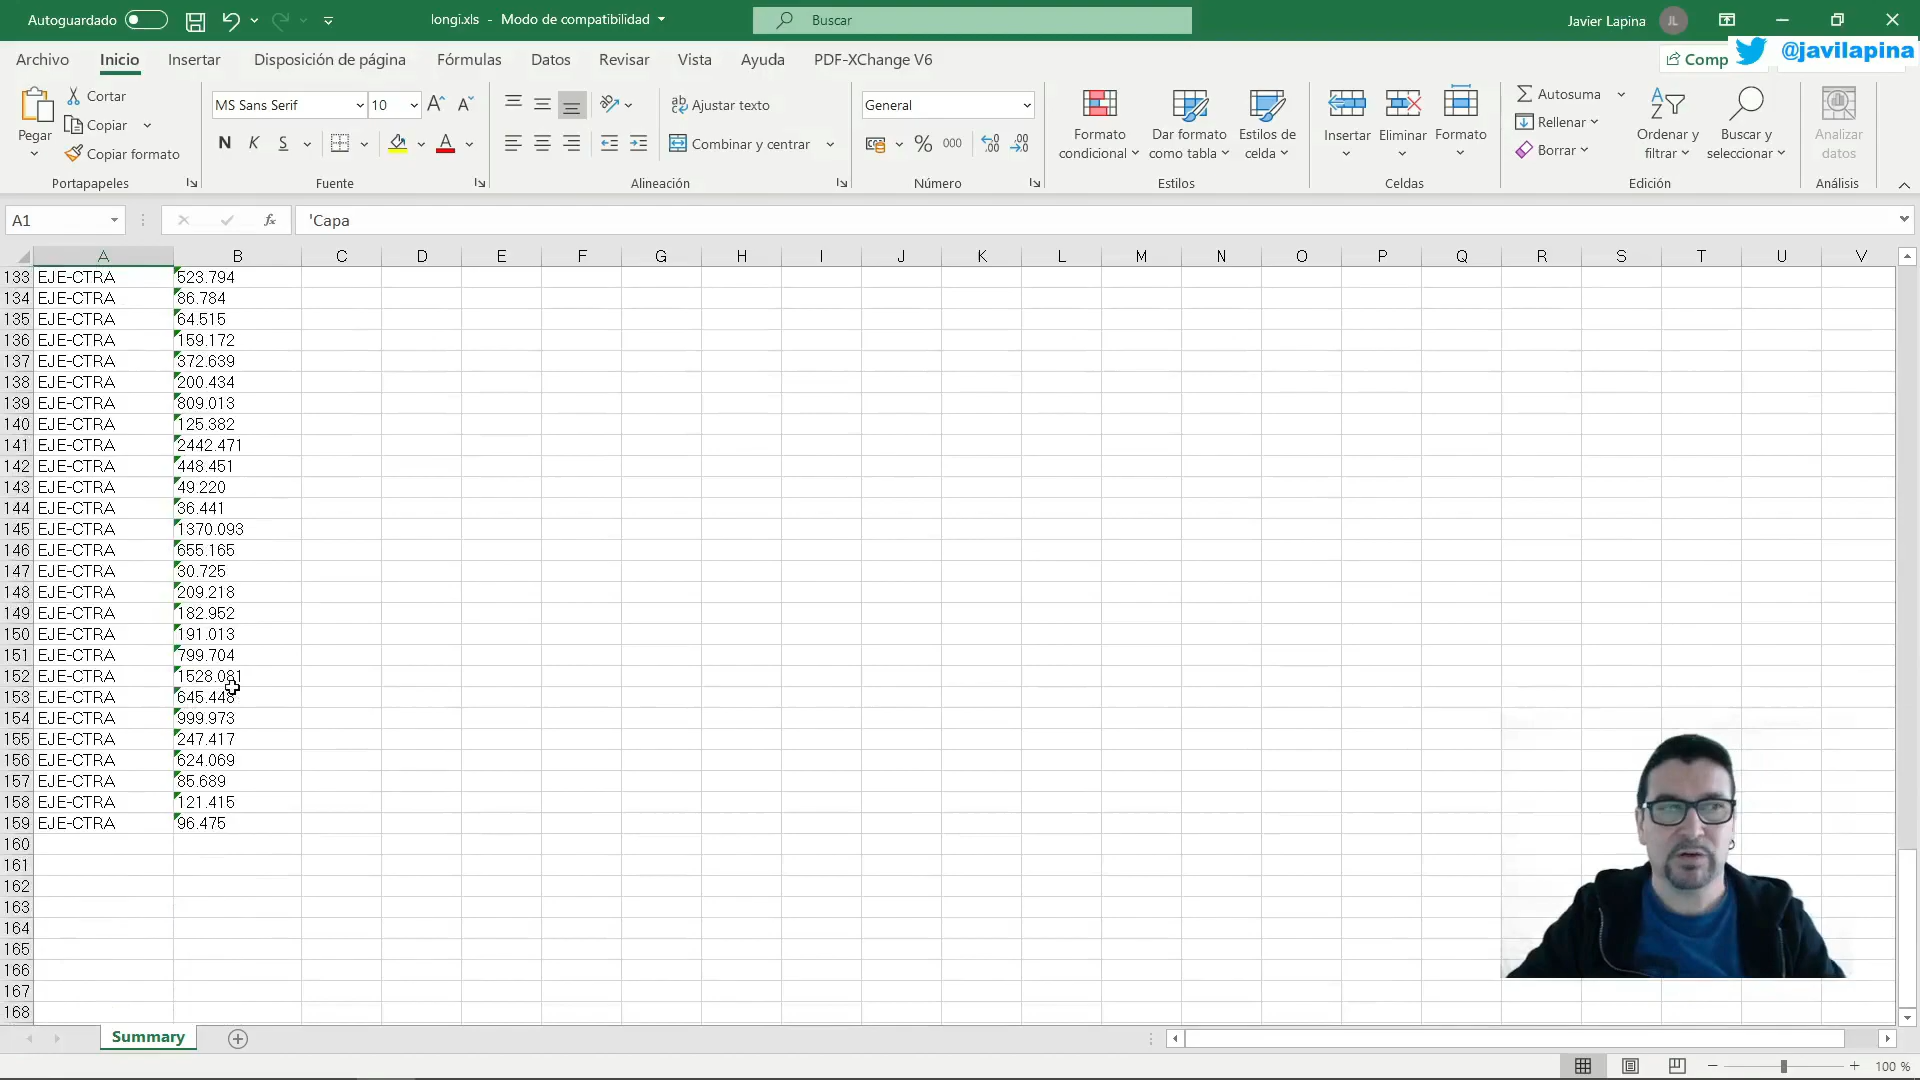 Autoguardado
longi.xls - Modo de compatibilidad
Buscar
Javier Lapina
JL
Archivo Inicio Insertar Disposición de página Fórmulas Datos Revisar Vista Ayuda PDF-XChange V6
Comp
@javilapina
Pegar
Cortar
Copiar
Copiar formato
Portapapeles
MS Sans Serif 10
N K S
Fuente
Ajustar texto
Combinar y centrar
Alineación
General
% 000
Número
Formato condicional
Dar formato como tabla
Estilos de celda
Estilos
Insertar
Eliminar
Formato
Celdas
Autosuma
Rellenar
Borrar
Ordenar y filtrar
Buscar y seleccionar
Edición
Analizar datos
Análisis
A1 fx 'Capa
A B C D E F G H I J K L M N O P Q R S T U V
133 EJE-CTRA 523.794
134 EJE-CTRA 86.784
135 EJE-CTRA 64.515
136 EJE-CTRA 159.172
137 EJE-CTRA 372.639
138 EJE-CTRA 200.434
139 EJE-CTRA 809.013
140 EJE-CTRA 125.382
141 EJE-CTRA 2442.471
142 EJE-CTRA 448.451
143 EJE-CTRA 49.220
144 EJE-CTRA 36.441
145 EJE-CTRA 1370.093
146 EJE-CTRA 655.165
147 EJE-CTRA 30.725
148 EJE-CTRA 209.218
149 EJE-CTRA 182.952
150 EJE-CTRA 191.013
151 EJE-CTRA 799.704
152 EJE-CTRA 1528.081
153 EJE-CTRA 645.448
154 EJE-CTRA 999.973
155 EJE-CTRA 247.417
156 EJE-CTRA 624.069
157 EJE-CTRA 85.689
158 EJE-CTRA 121.415
159 EJE-CTRA 96.475
160
161
162
163
164
165
166
167
168
Summary
100 %